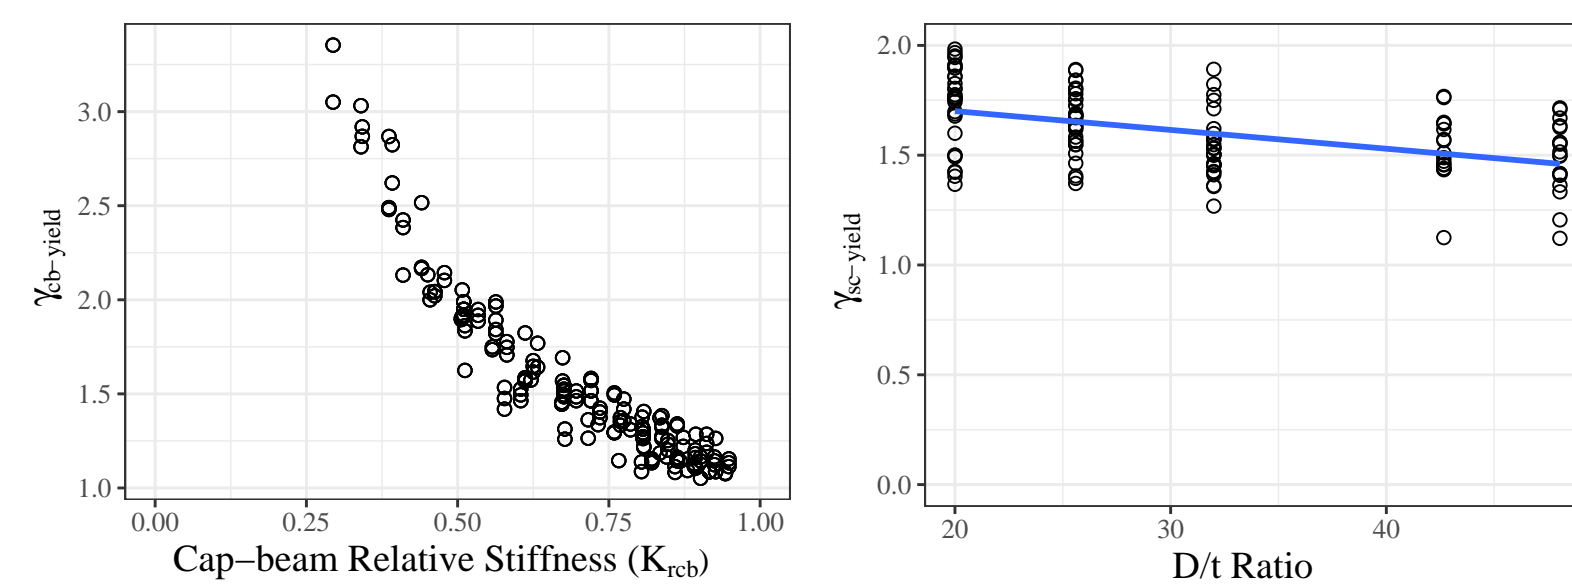 3.0
2.5
2.0
1.5
1.0
γcb−yield
0.00 0.25 0.50 0.75 1.00
Cap−beam Relative Stiffness (Krcb)
2.0
1.5
1.0
0.5
0.0
γsc−yield
20 30 40
D/t Ratio